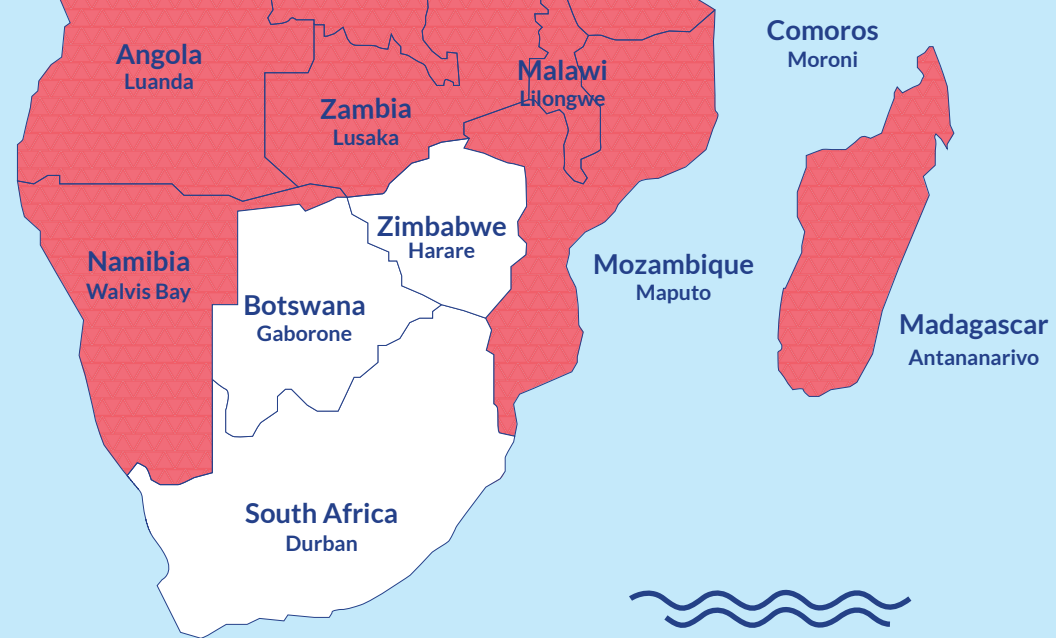 Comoros
Moroni
Angola
Luanda
Malawi
Lilongwe
Zambia
Lusaka
Zimbabwe
Harare
Namibia
Walvis Bay
Mozambique
Maputo
Botswana
Gaborone
Madagascar
Antananarivo
South Africa
Durban